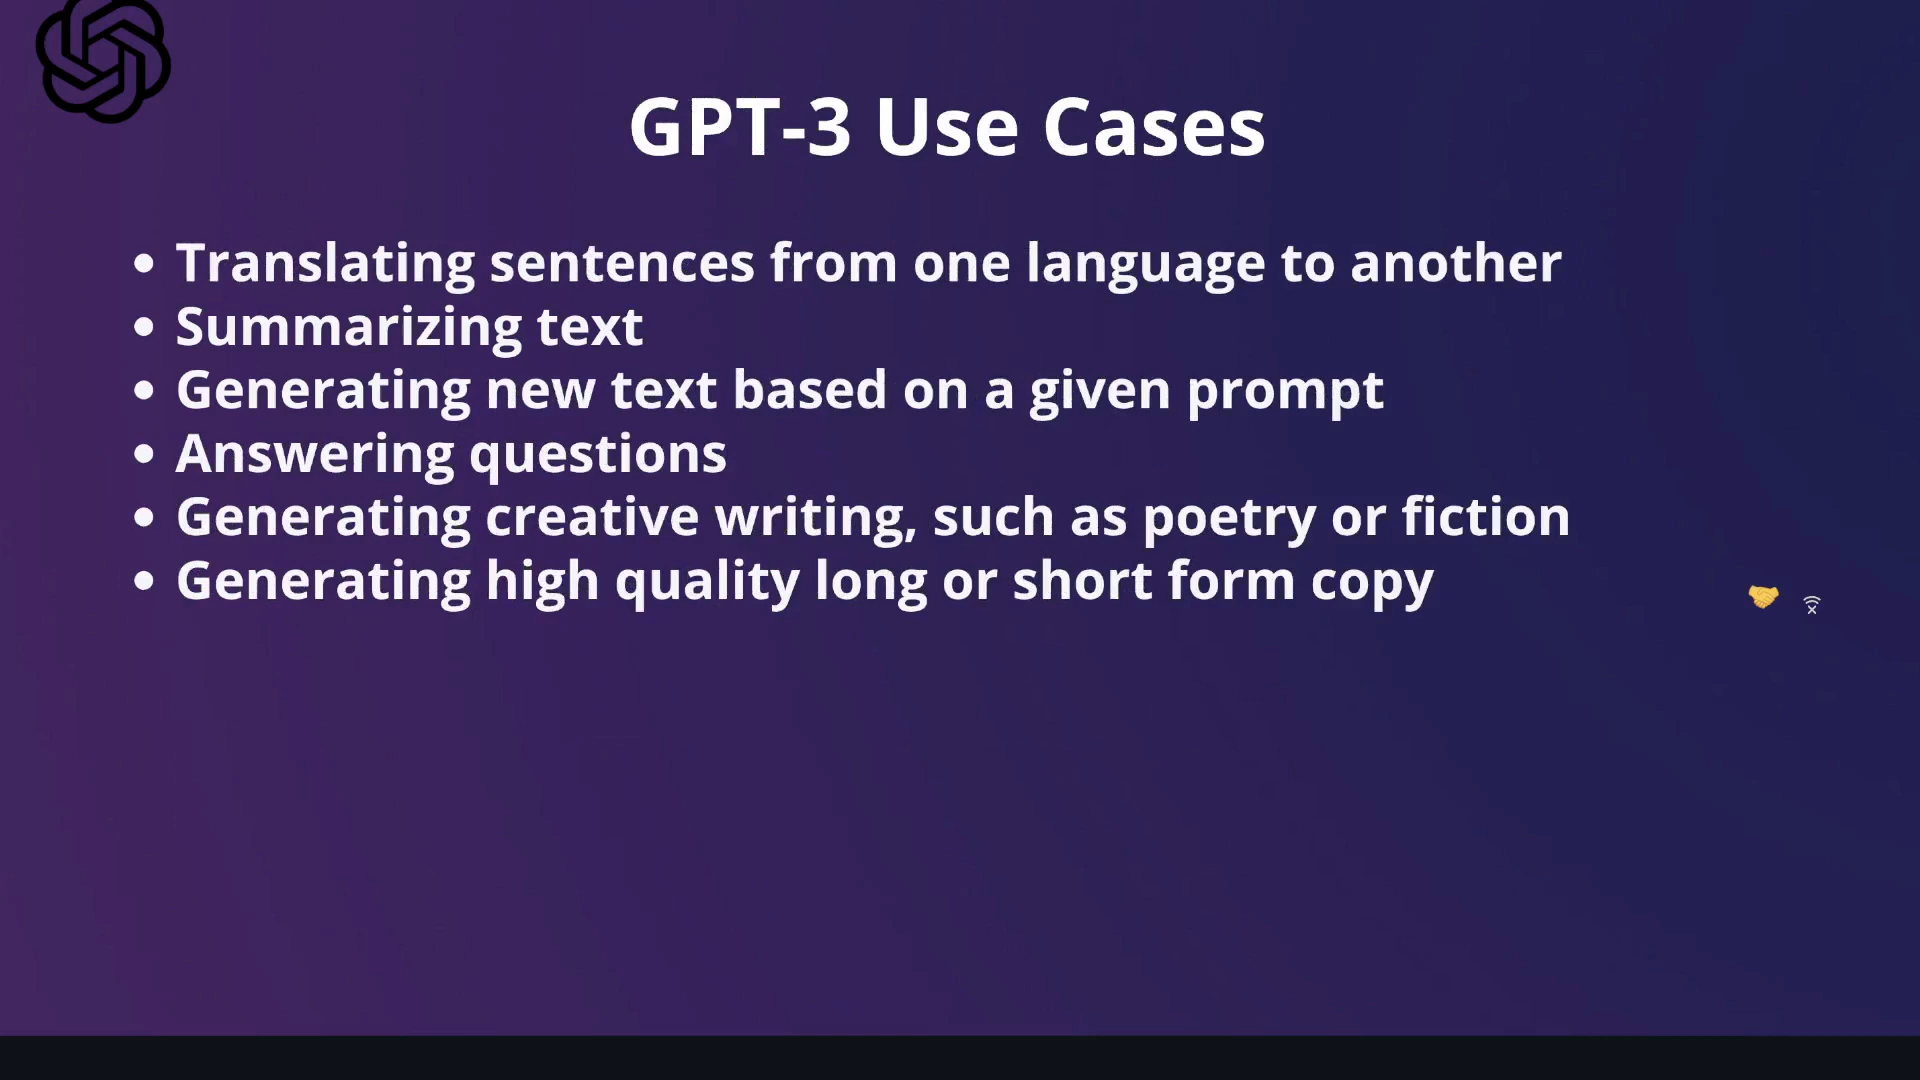 GPT-3 Use Cases
• Translating sentences from one language to another
• Summarizing text
• Generating new text based on a given prompt
• Answering questions
• Generating creative writing, such as poetry or fiction
• Generating high quality long or short form copy